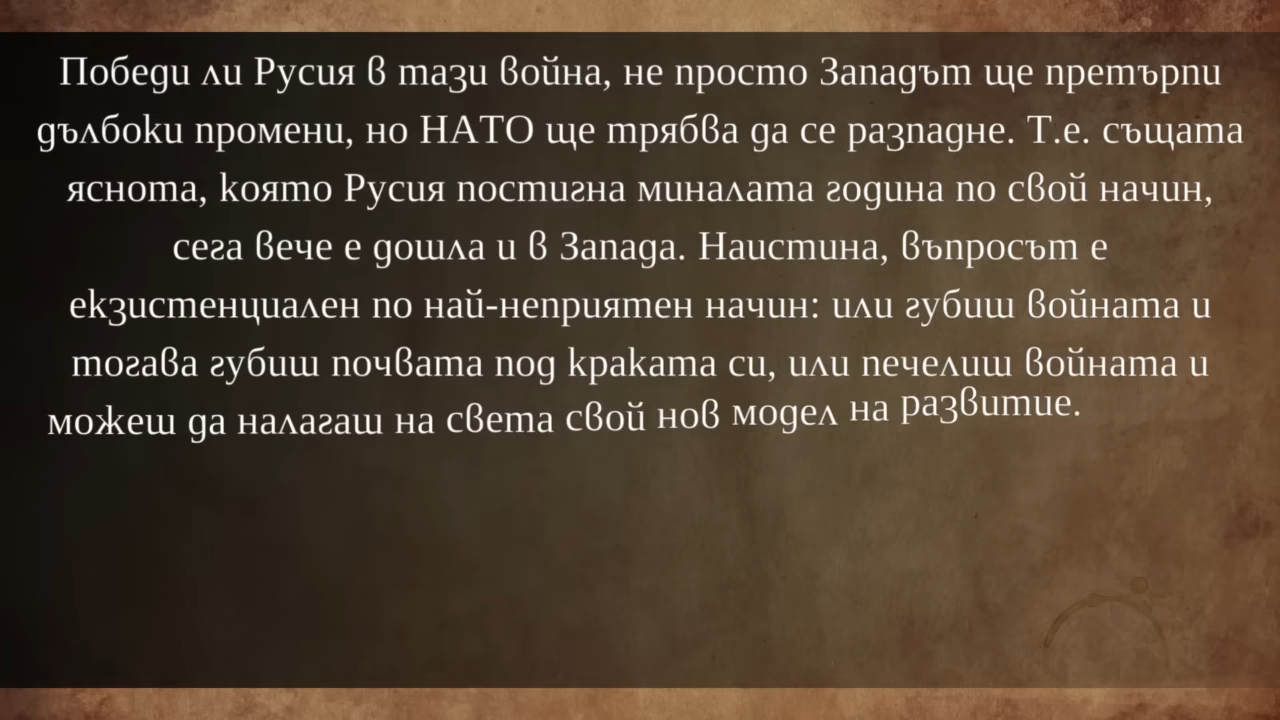 Победи ли Русия в тази война, не просто Западът ще претърпи
дълбоки промени, но НАТО ще трябва да се разпадне. Т.е. същата
яснота, която Русия постигна миналата година по свой начин,
сега вече е дошла и в Запада. Наистина, въпросът е
екзистенциален по най-неприятен начин: или губиш войната и
тогава губиш почвата под краката си, или печелиш войната и
можеш да налагаш на света свой нов модел на развитие.